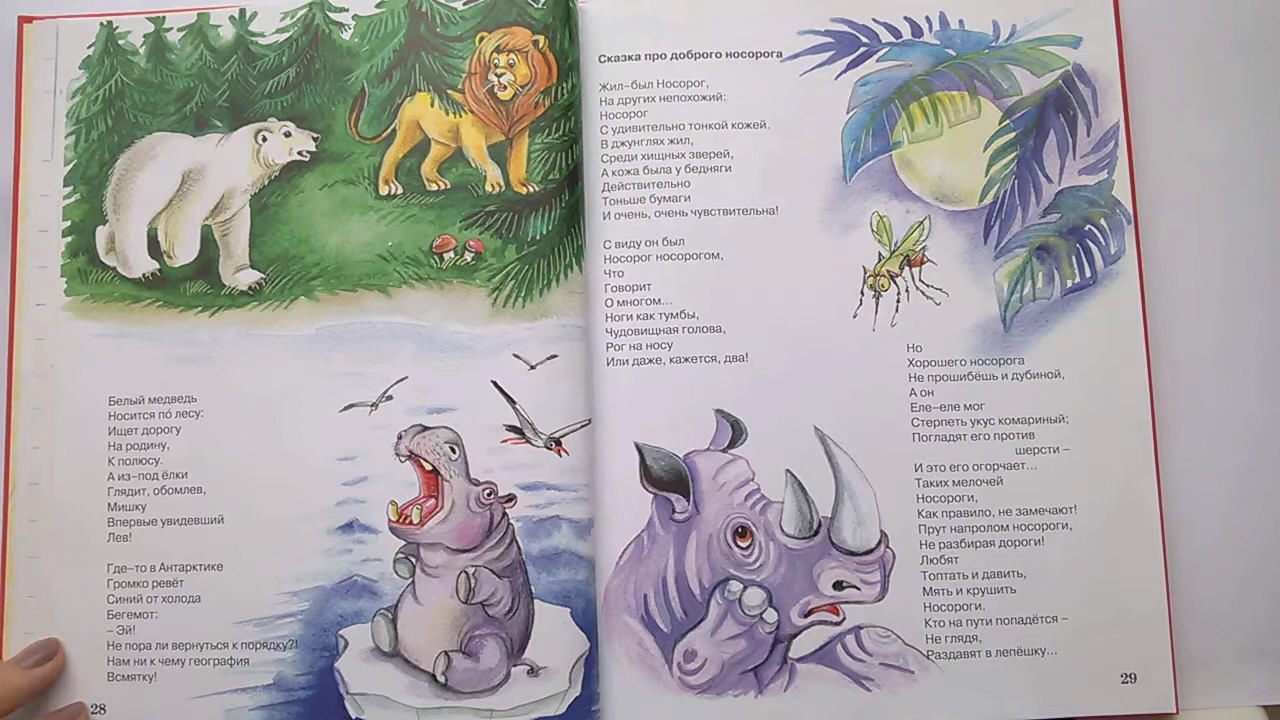 Белый медведь
Носится по́ лесу:
Ищет дорогу
На родину,
К полюсу.
А из–под ёлки
Глядит, обомлев,
Мишку
Впервые увидевший
Лев!
Где–то в Антарктике
Громко ревёт
Синий от холода
Бегемот:
– Эй!
Не пора ли вернуться к порядку?!
Нам ни к чему география
Всмятку!
28
Сказка про доброго носорога
Жил–был Носорог,
На других непохожий:
Носорог
С удивительно тонкой кожей.
В джунглях жил,
Среди хищных зверей,
А кожа была у бедняги
Действительно
Тоньше бумаги
И очень, очень чувствительна!
С виду он был
Носорог носорогом,
Что
Говорит
О многом...
Ноги как тумбы,
Чудовищная голова,
Рог на носу
Или даже, кажется, два!
Но
Хорошего носорога
Не прошибёшь и дубиной,
А он
Еле–еле мог
Стерпеть укус комариный;
Погладят его против
шерсти –
И это его огорчает...
Таких мелочей
Носороги,
Как правило, не замечают!
Прут напролом носороги,
Не разбирая дороги!
Любят
Топтать и давить,
Мять и крушить
Носороги.
Кто на пути попадётся –
Не глядя,
Раздавят в лепёшку...
29